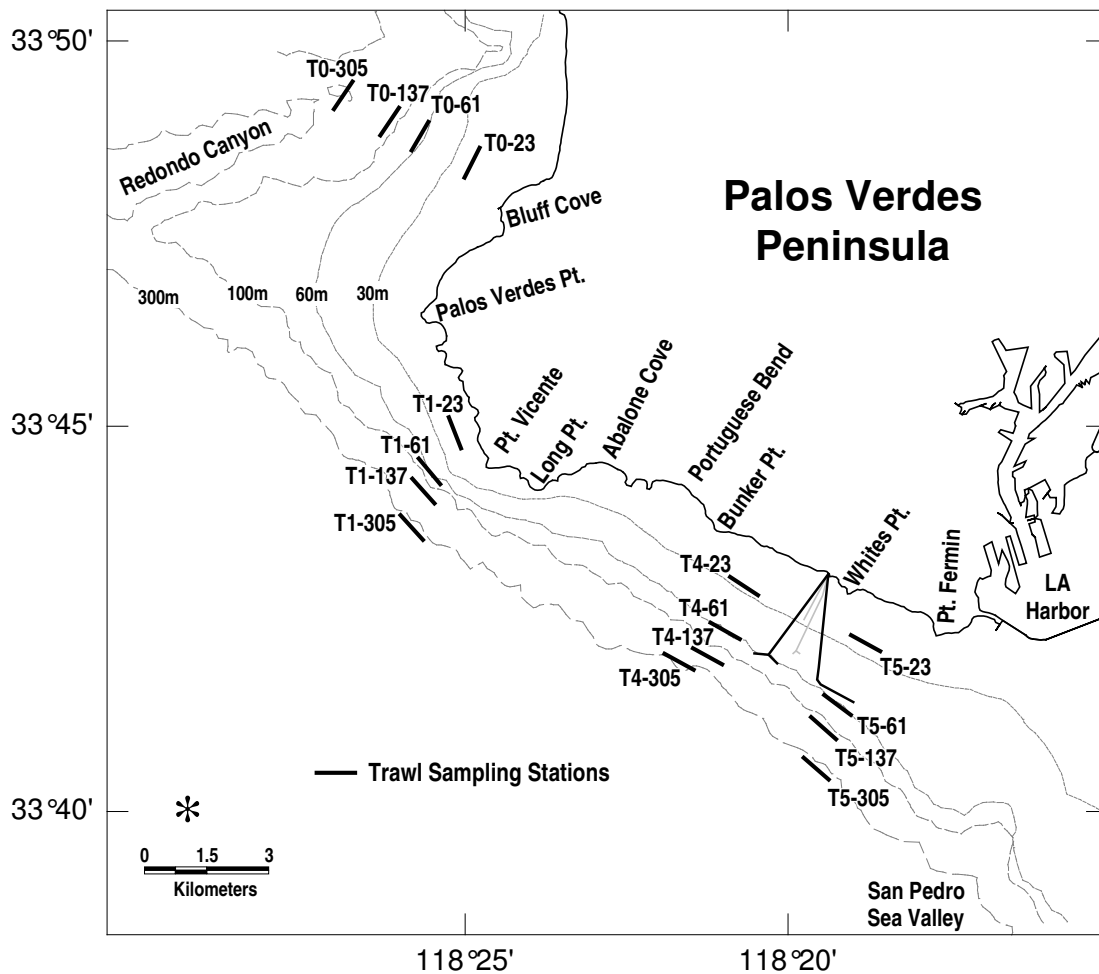 33°50'
T0-305
T0-137
T0-61
T0-23
Redondo Canyon
Bluff Cove
Palos Verdes
Peninsula
300m
100m
60m
30m
Palos Verdes Pt.
T1-23
Pt. Vicente
Long Pt.
Abalone Cove
Portuguese Bend
Bunker Pt.
33°45'
T1-61
T1-137
T1-305
Whites Pt.
Pt. Fermin
LA
Harbor
T4-23
T4-61
T4-137
T4-305
T5-23
T5-61
T5-137
T5-305
Trawl Sampling Stations
33°40'
0 1.5 3
Kilometers
San Pedro
Sea Valley
118°25'
118°20'